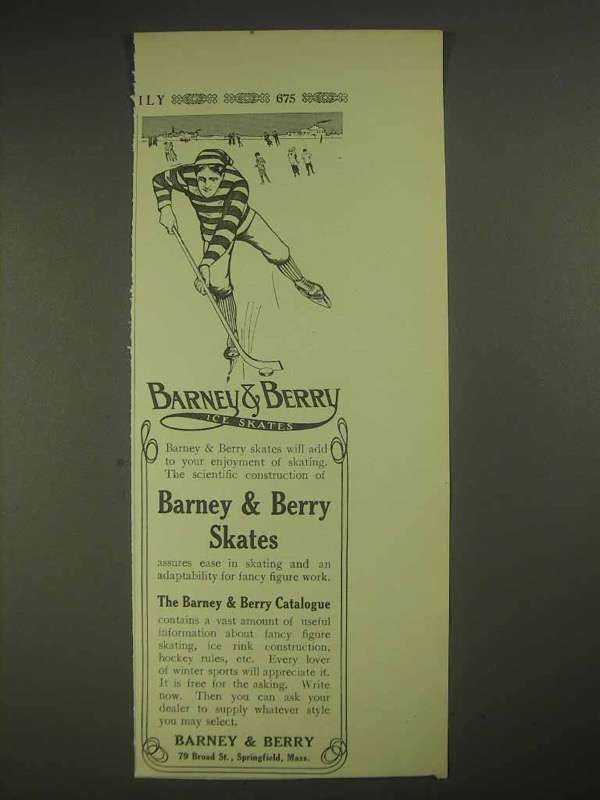 ILY 675
BARNEY & BERRY
ICE SKATES
Barney & Berry skates will add
to your enjoyment of skating.
The scientific construction of
Barney & Berry
Skates
assures ease in skating and an
adaptability for fancy figure work.
The Barney & Berry Catalogue
contains a vast amount of useful
information about fancy figure
skating, ice rink construction,
hockey rules, etc. Every lover
of winter sports will appreciate it.
It is free for the asking. Write
now. Then you can ask your
dealer to supply whatever style
you may select.
BARNEY & BERRY
79 Broad St., Springfield, Mass.